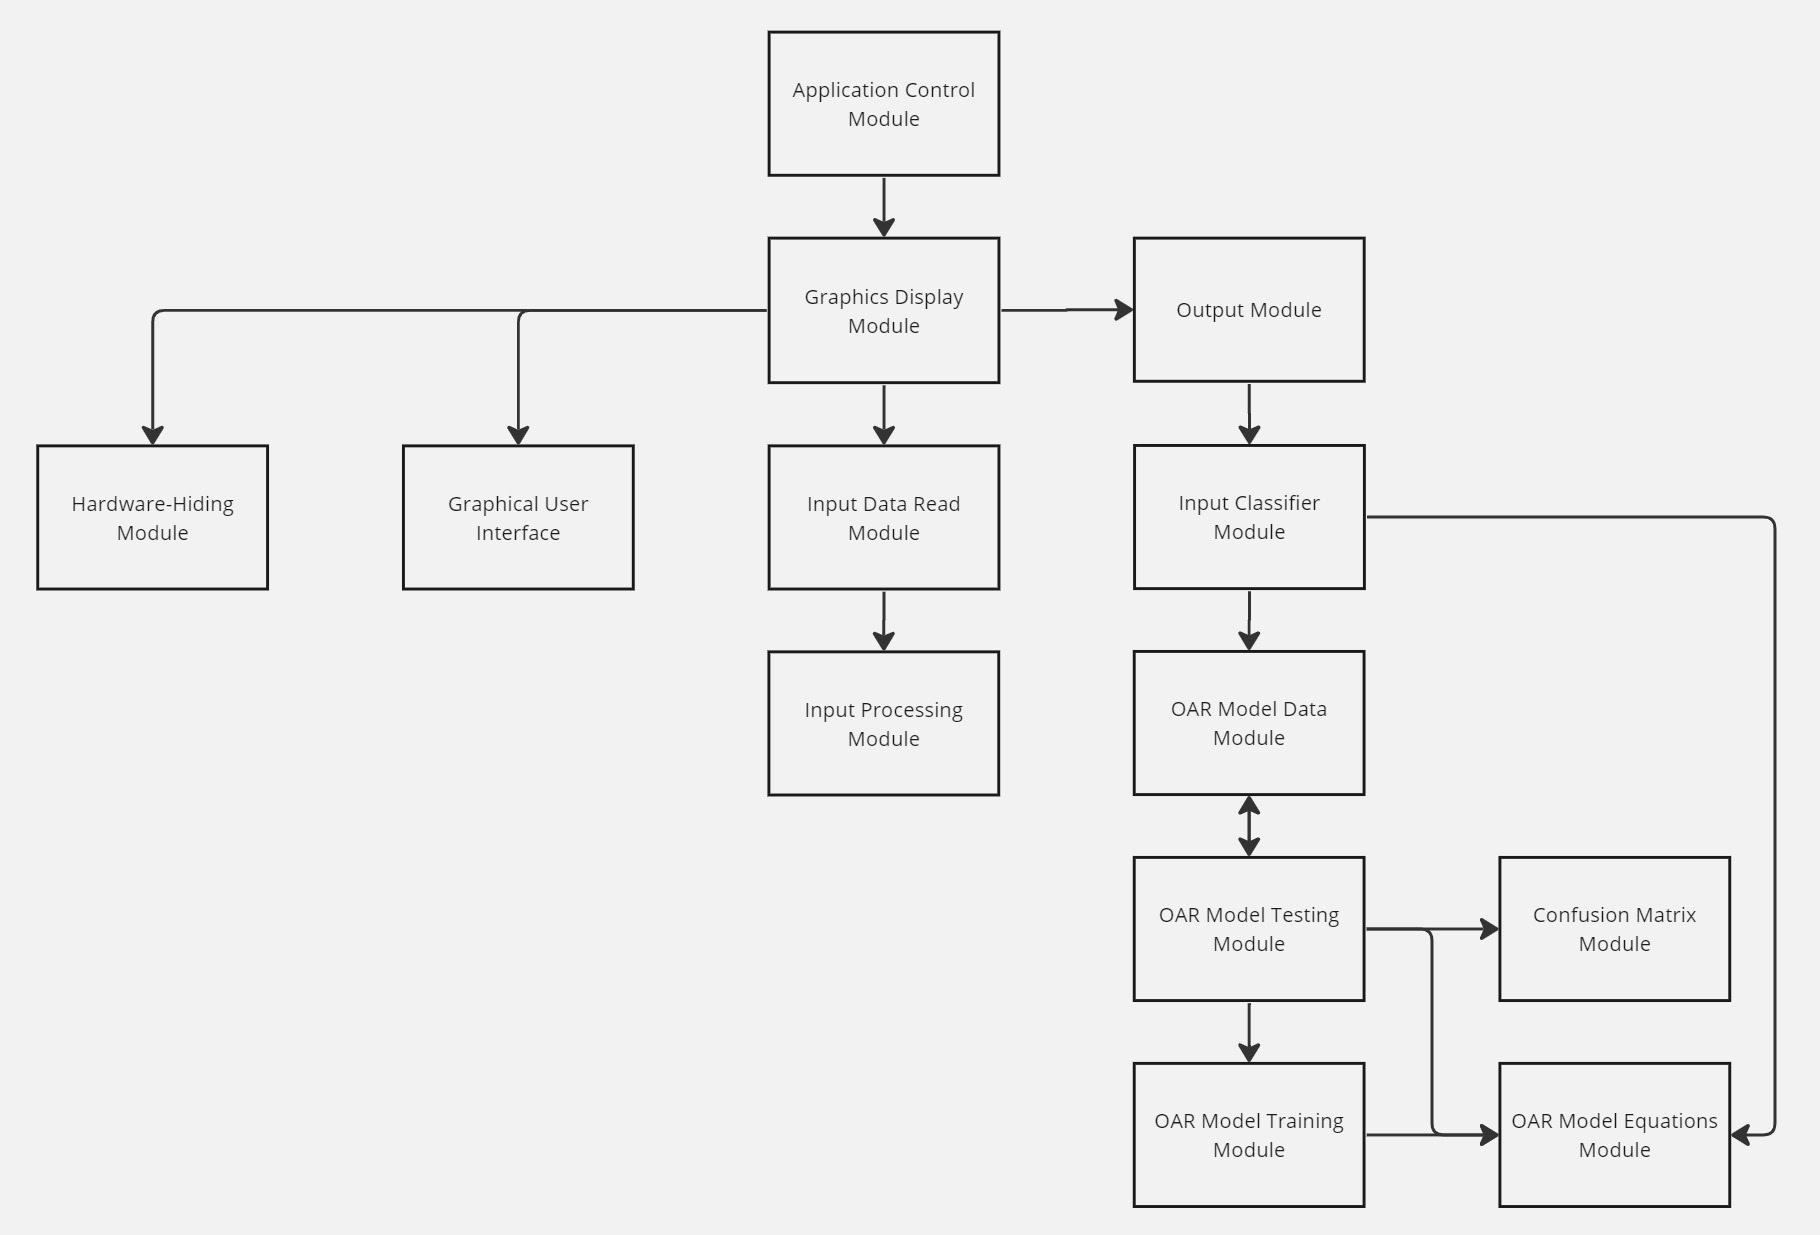 Application Control
Module
Graphics Display
Module
Output Module
Hardware-Hiding
Module
Graphical User
Interface
Input Data Read
Module
Input Classifier
Module
Input Processing
Module
OAR Model Data
Module
OAR Model Testing
Module
Confusion Matrix
Module
OAR Model Training
Module
OAR Model Equations
Module